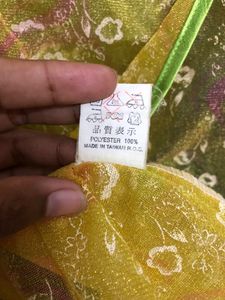 品質表示
POLYESTER 100%
MADE IN TAIWAN R.O.C.